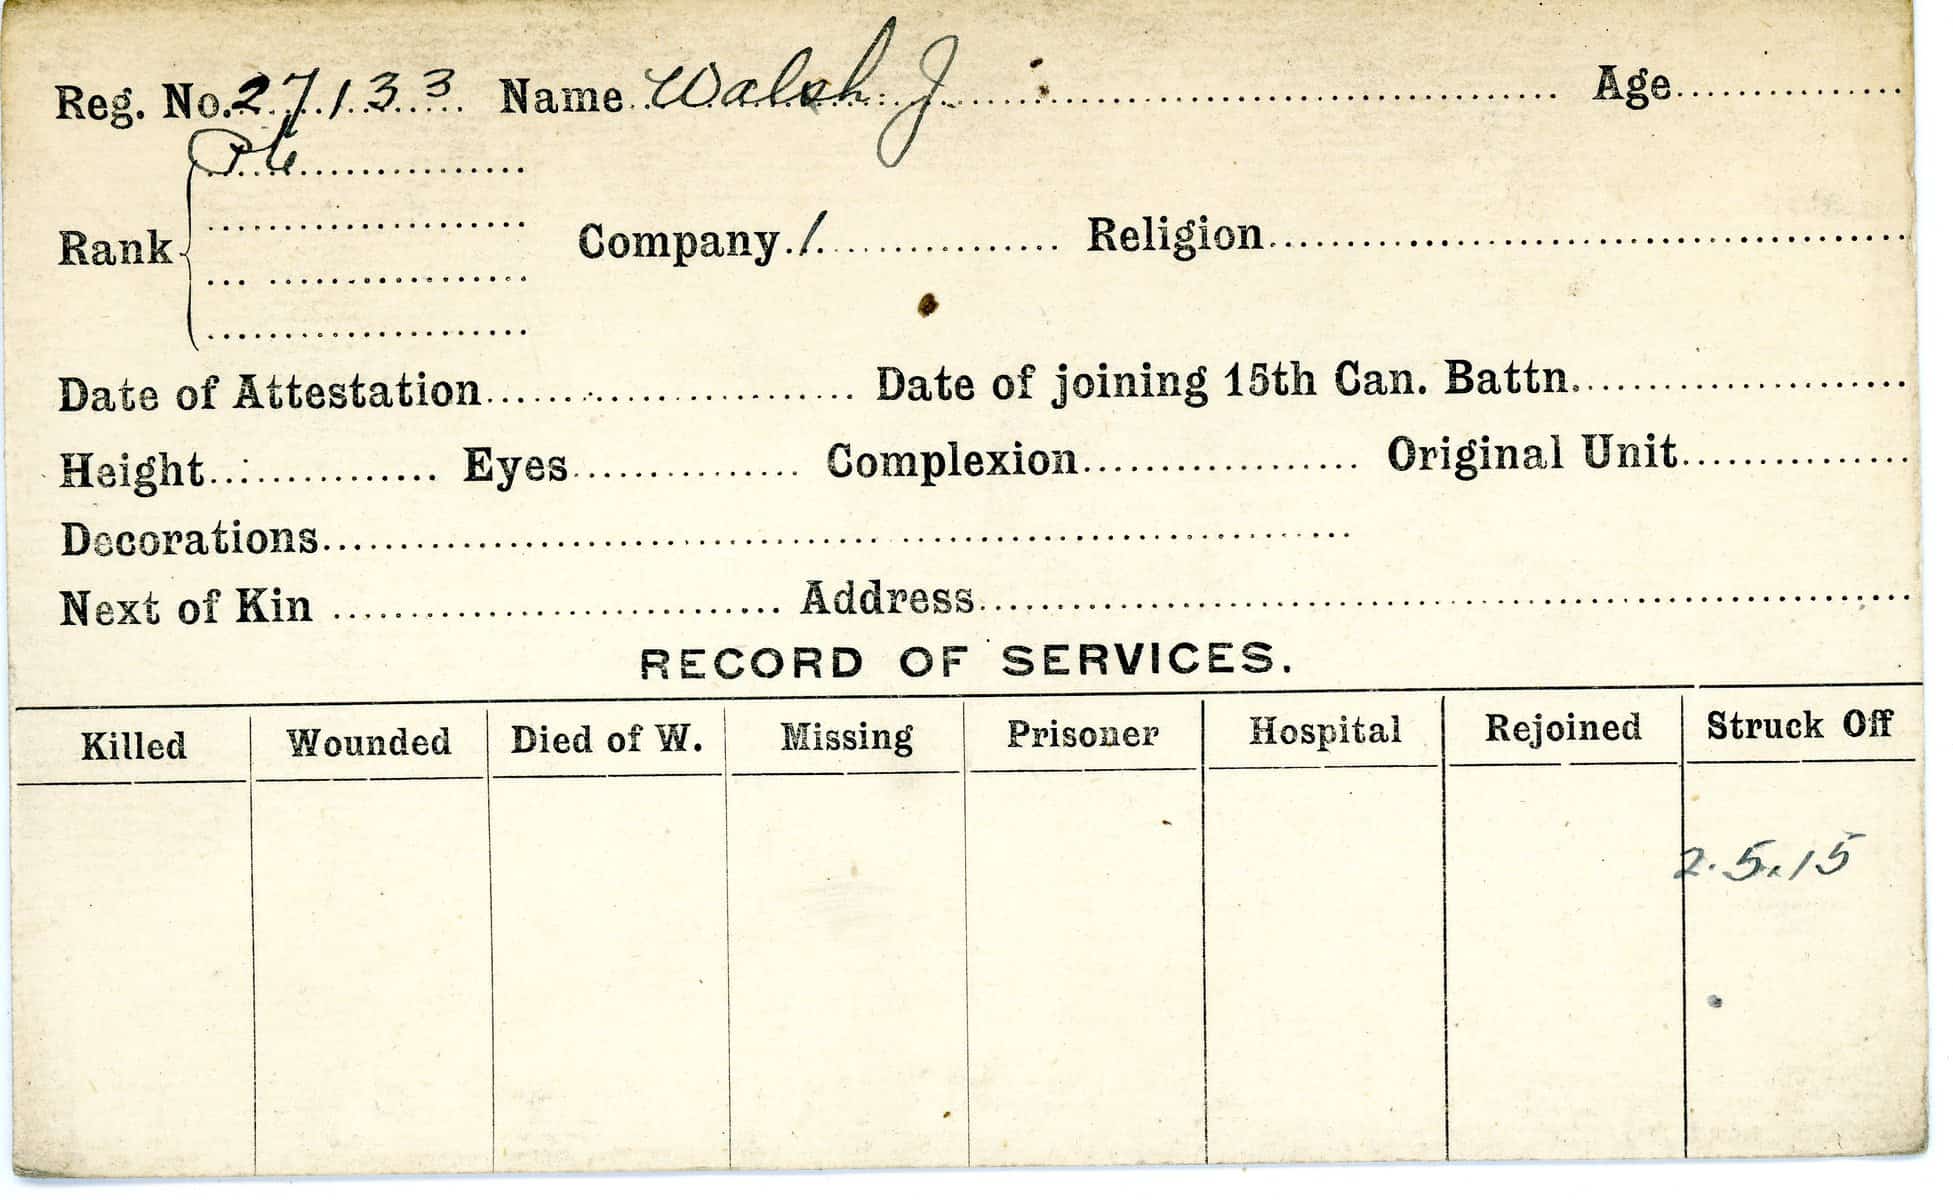 Reg. No. 27133 Name Walsh J Age
Pte
Rank Company 1 Religion
Date of Attestation Date of joining 15th Can. Battn.
Height Eyes Complexion Original Unit
Decorations
Next of Kin Address
RECORD OF SERVICES.
Killed Wounded Died of W. Missing Prisoner Hospital Rejoined Struck Off
2.5.15